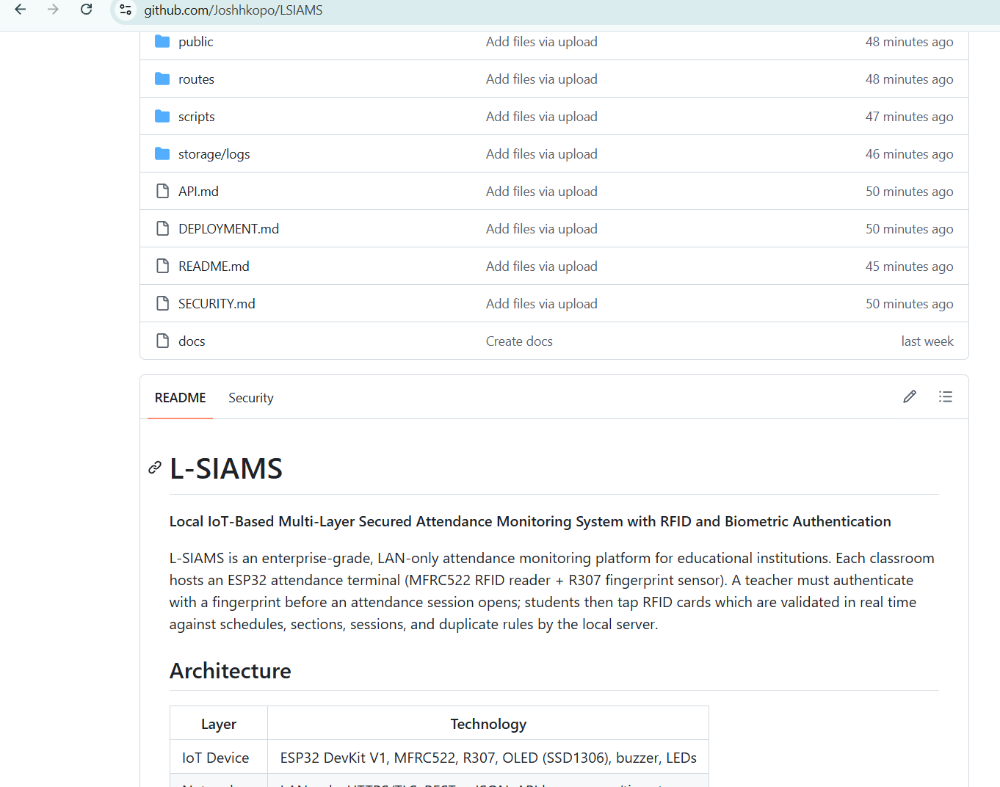 github.com/Joshhkopo/LSIAMS
public Add files via upload 48 minutes ago
routes Add files via upload 48 minutes ago
scripts Add files via upload 47 minutes ago
storage/logs Add files via upload 46 minutes ago
API.md Add files via upload 50 minutes ago
DEPLOYMENT.md Add files via upload 50 minutes ago
README.md Add files via upload 45 minutes ago
SECURITY.md Add files via upload 50 minutes ago
docs Create docs last week
README Security
L-SIAMS
Local IoT-Based Multi-Layer Secured Attendance Monitoring System with RFID and Biometric Authentication
L-SIAMS is an enterprise-grade, LAN-only attendance monitoring platform for educational institutions. Each classroom
hosts an ESP32 attendance terminal (MFRC522 RFID reader + R307 fingerprint sensor). A teacher must authenticate
with a fingerprint before an attendance session opens; students then tap RFID cards which are validated in real time
against schedules, sections, sessions, and duplicate rules by the local server.
Architecture
Layer Technology
IoT Device ESP32 DevKit V1, MFRC522, R307, OLED (SSD1306), buzzer, LEDs